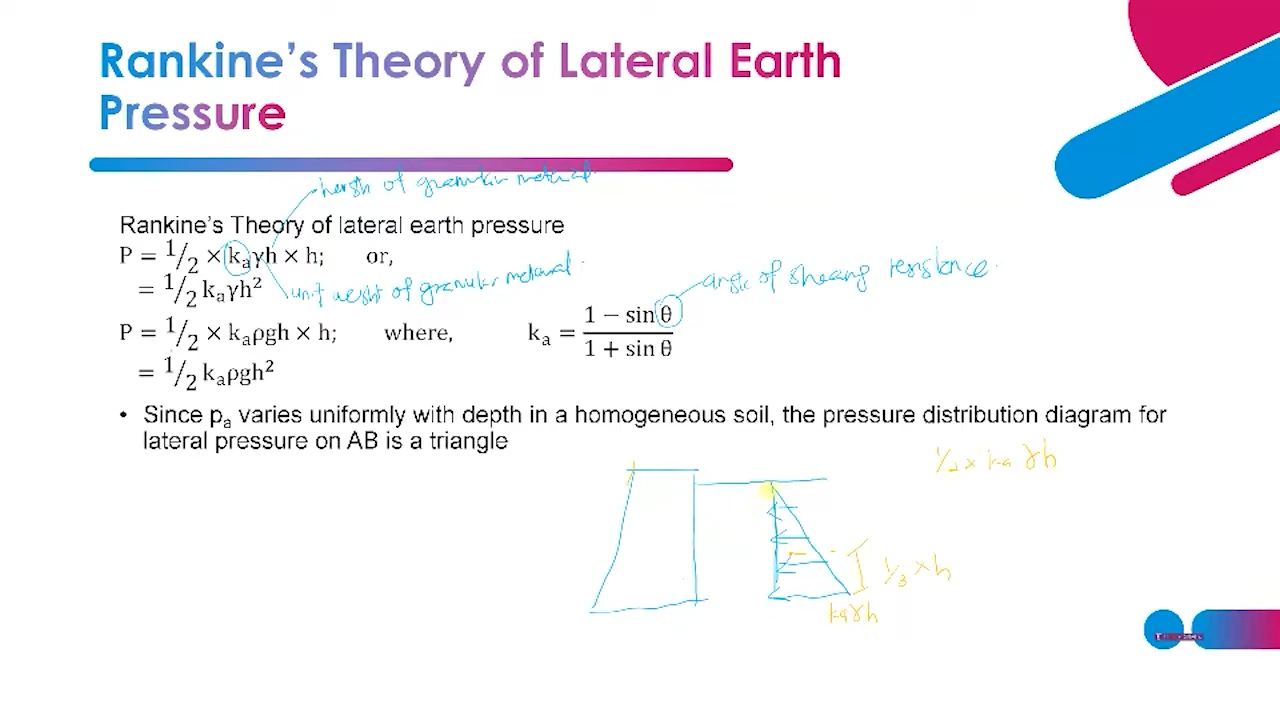 Rankine's Theory of Lateral Earth
Pressure
heigh of granular material
Rankine's Theory of lateral earth pressure
P = 1/2 × kₐγh × h; or,
= 1/2 kₐγh²
unit weight of granular material
angle of shearing resistence
P = 1/2 × kₐρgh × h; where, kₐ = (1 − sin θ)/(1 + sin θ)
= 1/2 kₐρgh²
• Since pₐ varies uniformly with depth in a homogeneous soil, the pressure distribution diagram for
lateral pressure on AB is a triangle
1/2 × ka γh
1/3 × h
kaγh